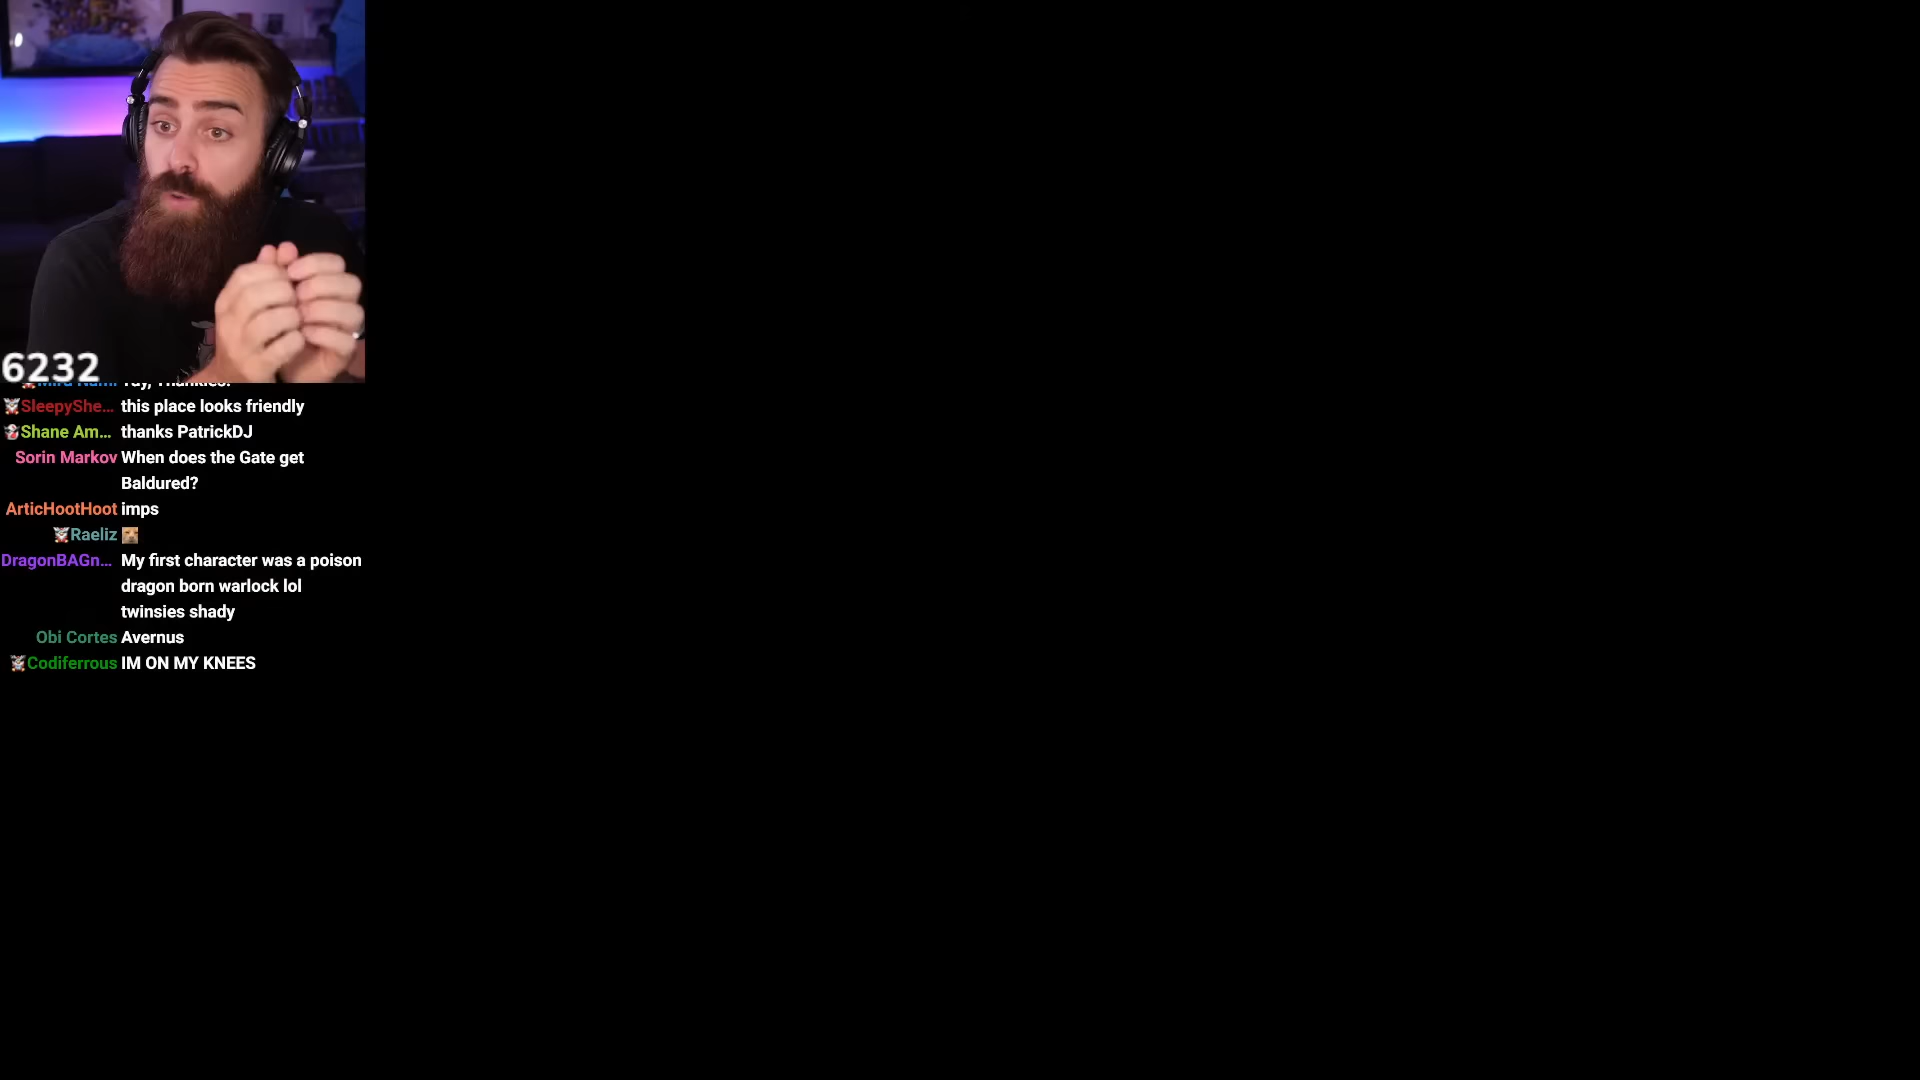 6232
SleepyShe... this place looks friendly
Shane Am... thanks PatrickDJ
Sorin Markov When does the Gate get
Baldured?
ArticHootHoot imps
Raeliz
DragonBAGn... My first character was a poison
dragon born warlock lol
twinsies shady
Obi Cortes Avernus
Codiferrous IM ON MY KNEES